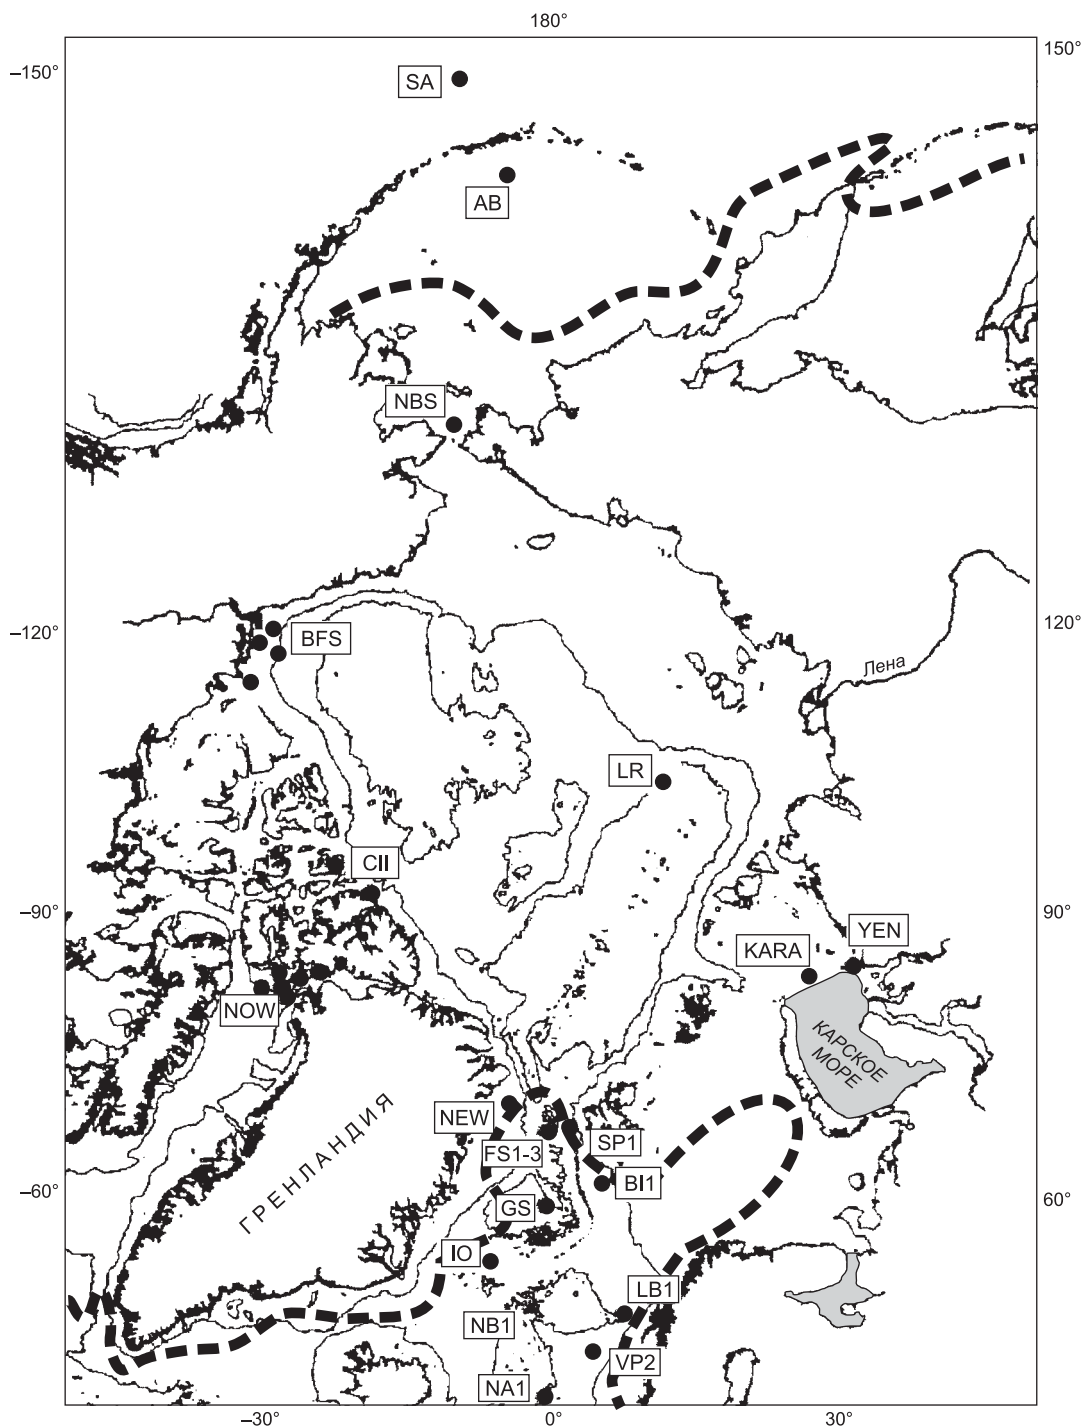 180°
–150°
150°
SA
AB
NBS
–120°
120°
BFS
Лена
LR
CII
–90°
90°
YEN
KARA
NOW
КАРСКОЕ
МОРЕ
ГРЕНЛАНДИЯ
NEW
SP1
FS1-3
BI1
–60°
60°
GS
IO
LB1
NB1
VP2
NA1
–30°
0°
30°